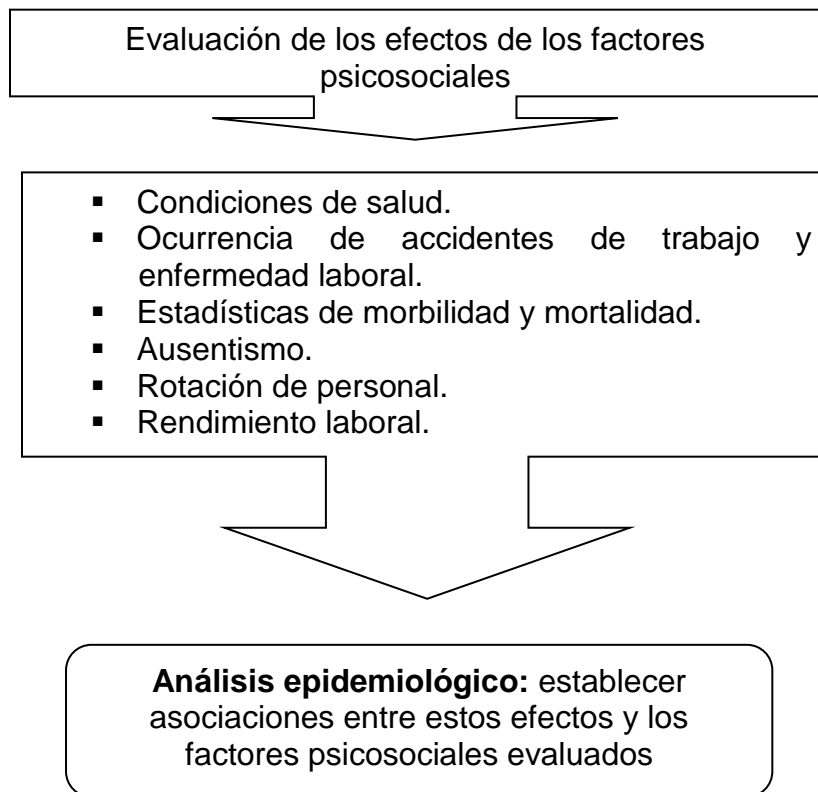 Evaluación de los efectos de los factores
psicosociales
▪ Condiciones de salud.
▪ Ocurrencia de accidentes de trabajo y
enfermedad laboral.
▪ Estadísticas de morbilidad y mortalidad.
▪ Ausentismo.
▪ Rotación de personal.
▪ Rendimiento laboral.
Análisis epidemiológico: establecer
asociaciones entre estos efectos y los
factores psicosociales evaluados